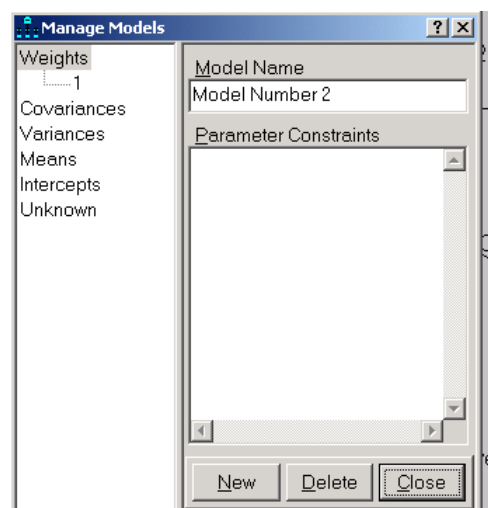 Manage Models
? X
Weights
1
Covariances
Variances
Means
Intercepts
Unknown
Model Name
Model Number 2
Parameter Constraints
New Delete Close